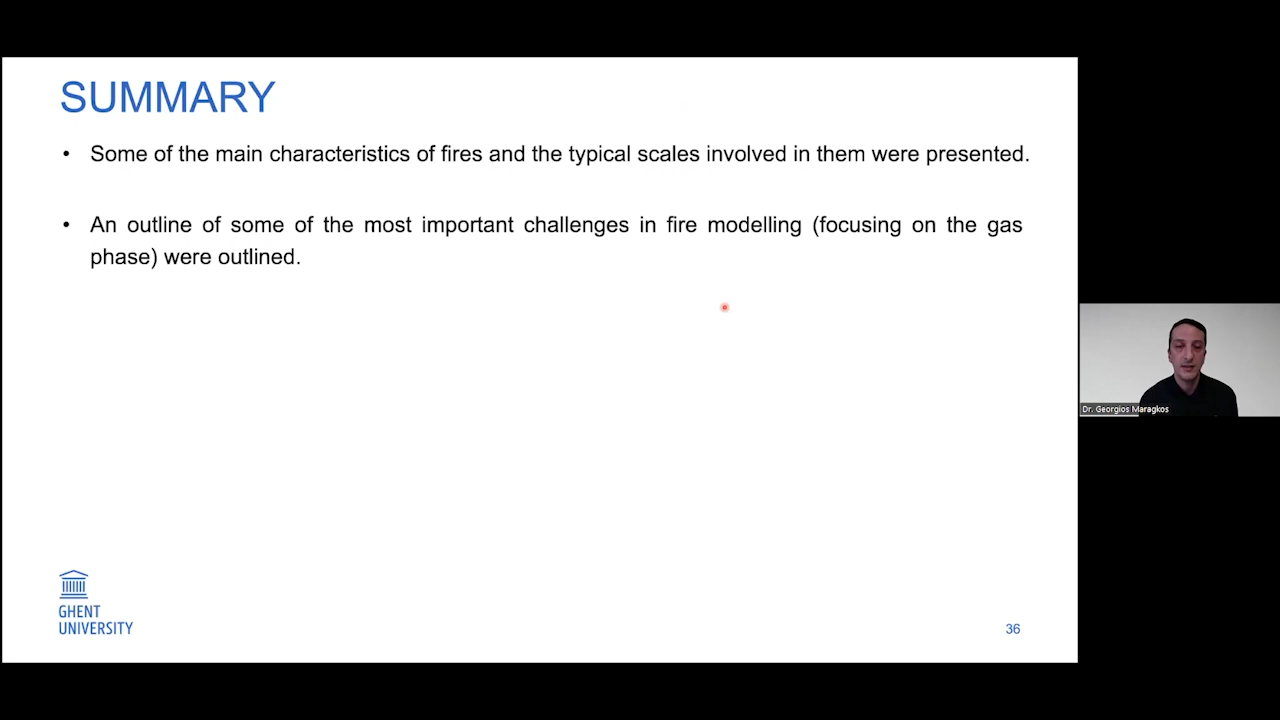 SUMMARY
• Some of the main characteristics of fires and the typical scales involved in them were presented.
• An outline of some of the most important challenges in fire modelling (focusing on the gas
phase) were outlined.
Dr. Georgios Maragkos
GHENT
UNIVERSITY
36